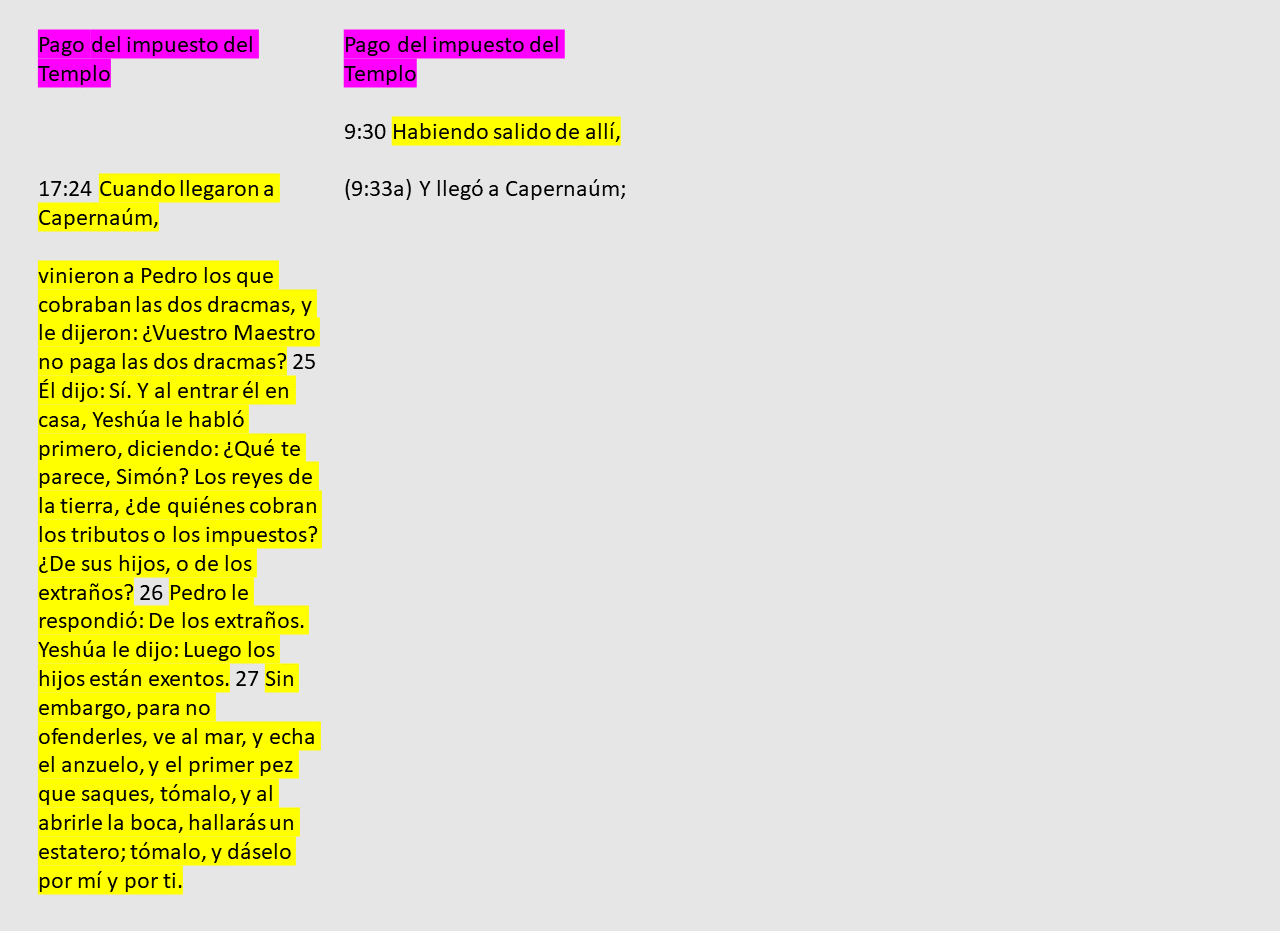 Pago del impuesto del
Templo
17:24 Cuando llegaron a
Capernaúm,
vinieron a Pedro los que
cobraban las dos dracmas, y
le dijeron: ¿Vuestro Maestro
no paga las dos dracmas? 25
Él dijo: Sí. Y al entrar él en
casa, Yeshúa le habló
primero, diciendo: ¿Qué te
parece, Simón? Los reyes de
la tierra, ¿de quiénes cobran
los tributos o los impuestos?
¿De sus hijos, o de los
extraños? 26 Pedro le
respondió: De los extraños.
Yeshúa le dijo: Luego los
hijos están exentos. 27 Sin
embargo, para no
ofenderles, ve al mar, y echa
el anzuelo, y el primer pez
que saques, tómalo, y al
abrirle la boca, hallarás un
estatero; tómalo, y dáselo
por mí y por ti.
Pago del impuesto del
Templo
9:30 Habiendo salido de allí,
(9:33a) Y llegó a Capernaúm;